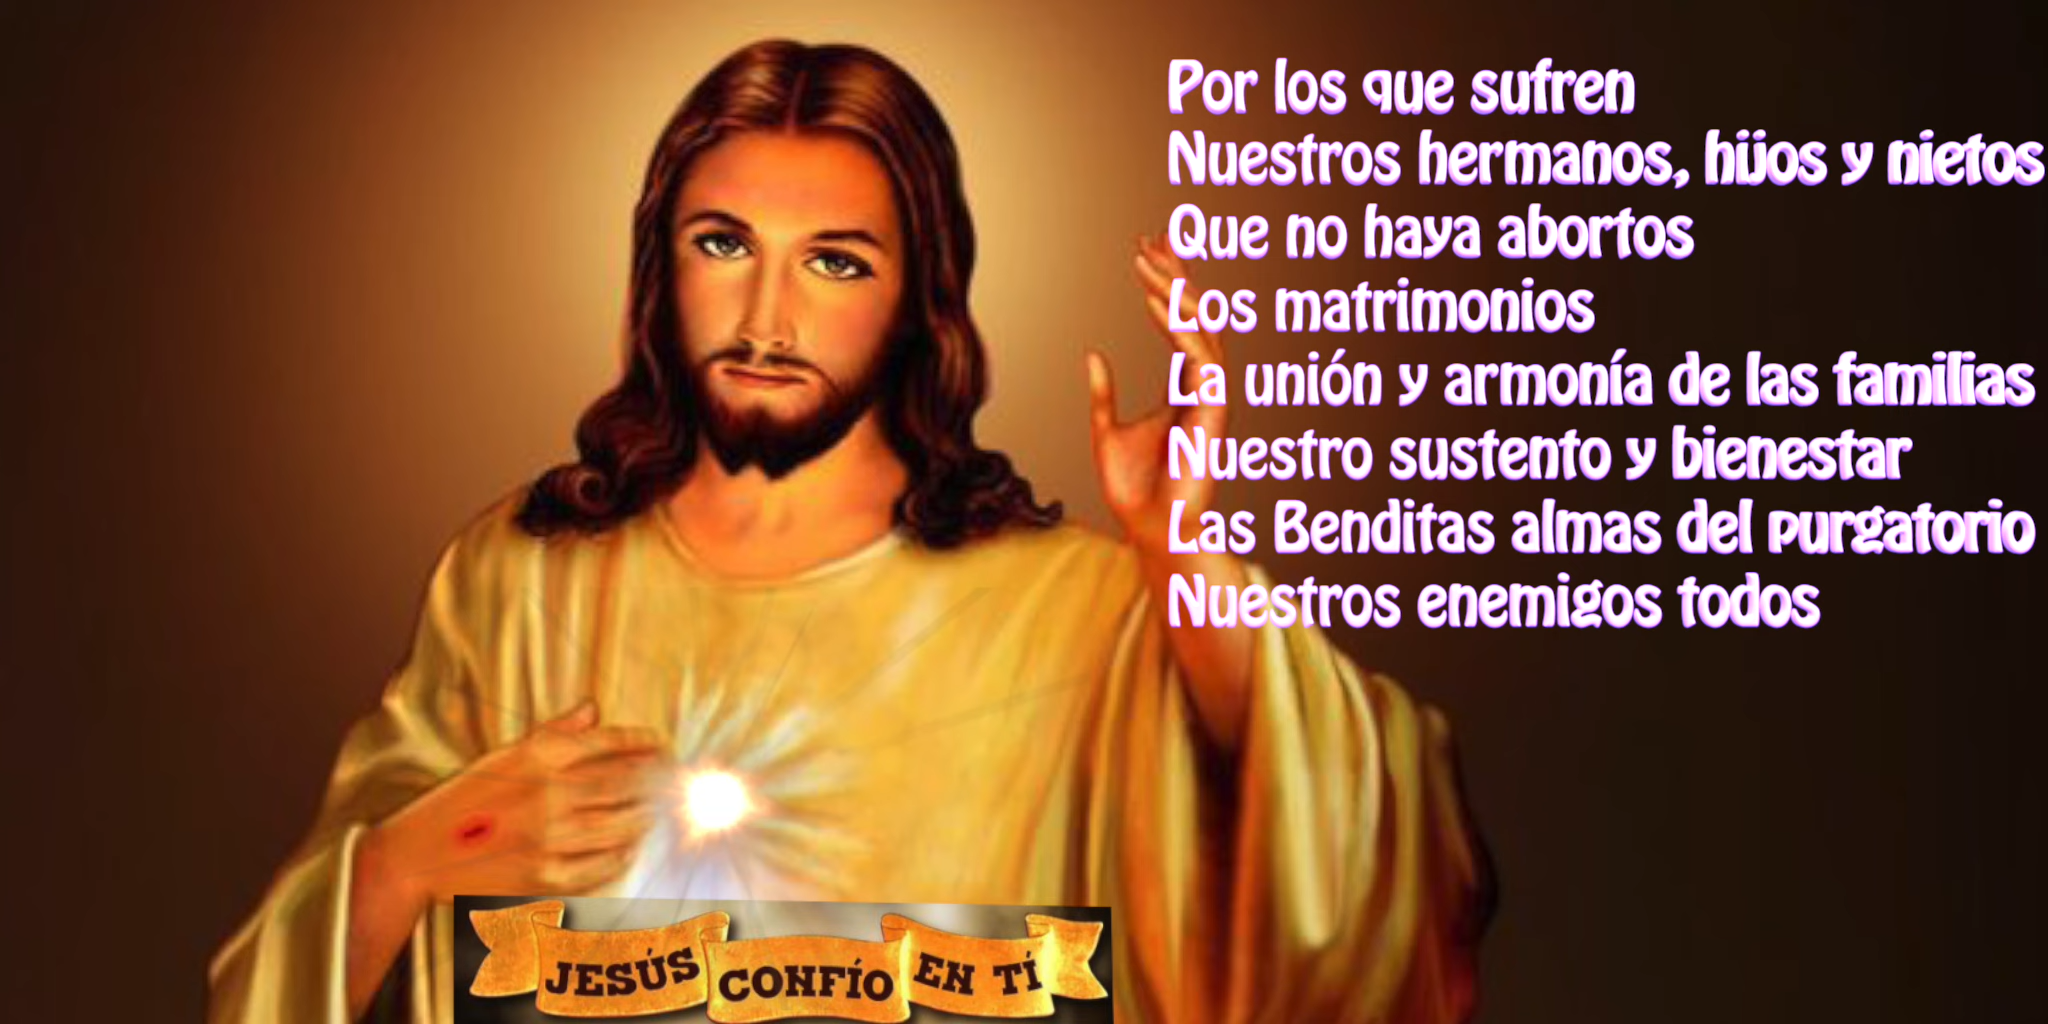 Por los que sufren
Nuestros hermanos, hijos y nietos
Que no haya abortos
Los matrimonios
La unión y armonía de las familias
Nuestro sustento y bienestar
Las Benditas almas del purgatorio
Nuestros enemigos todos
JESÚS CONFÍO EN TÍ